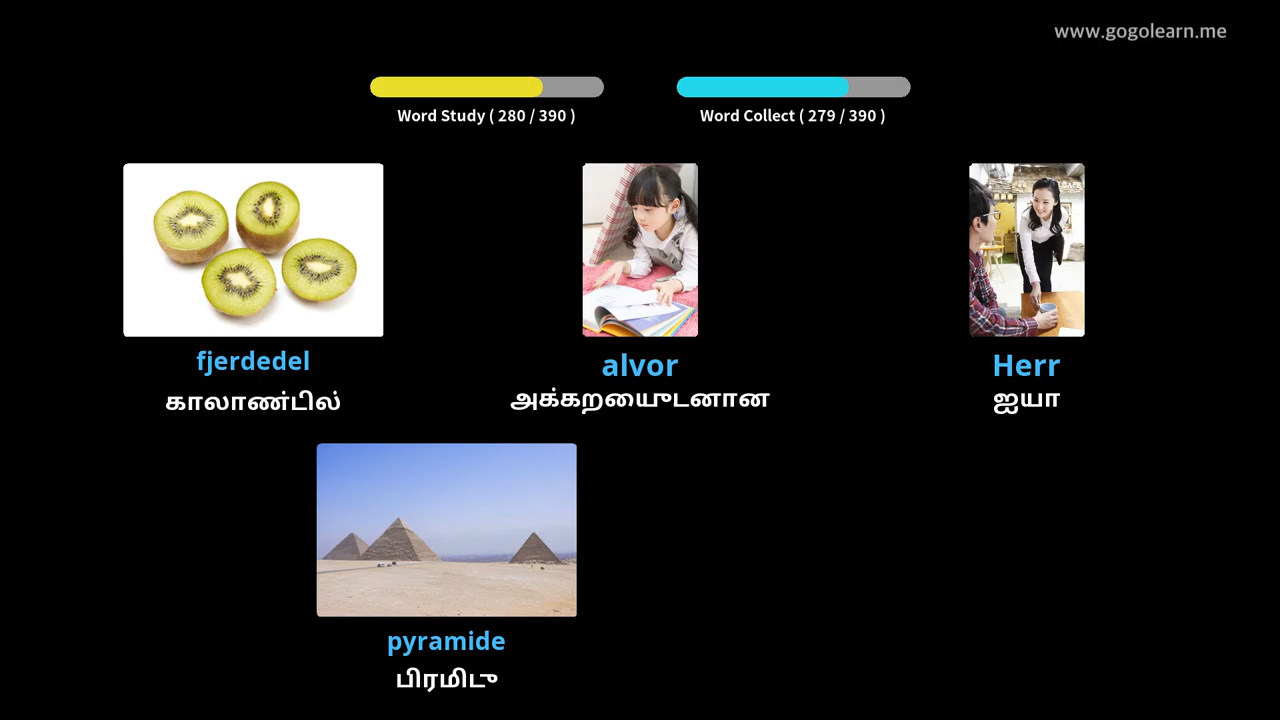 www.gogolearn.me
Word Study ( 280 / 390 )
Word Collect ( 279 / 390 )
fjerdedel
alvor
Herr
காலாண்டில்
அக்கறையுடனான
ஐயா
pyramide
பிரமிடு